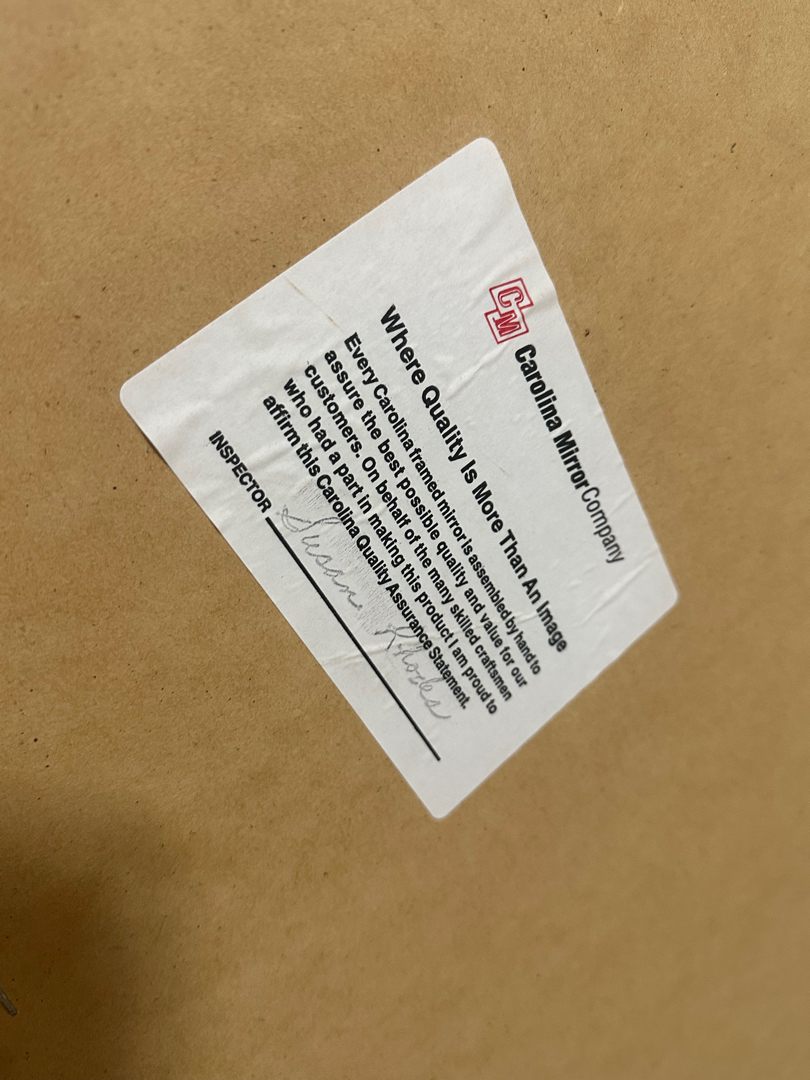 CM Carolina Mirror Company
Where Quality Is More Than An Image
Every Carolina framed mirror is assembled by hand to
assure the best possible quality and value for our
customers. On behalf of the many skilled craftsmen
who had a part in making this product I am proud to
affirm this Carolina Quality Assurance Statement.
INSPECTOR Susan Rhodes